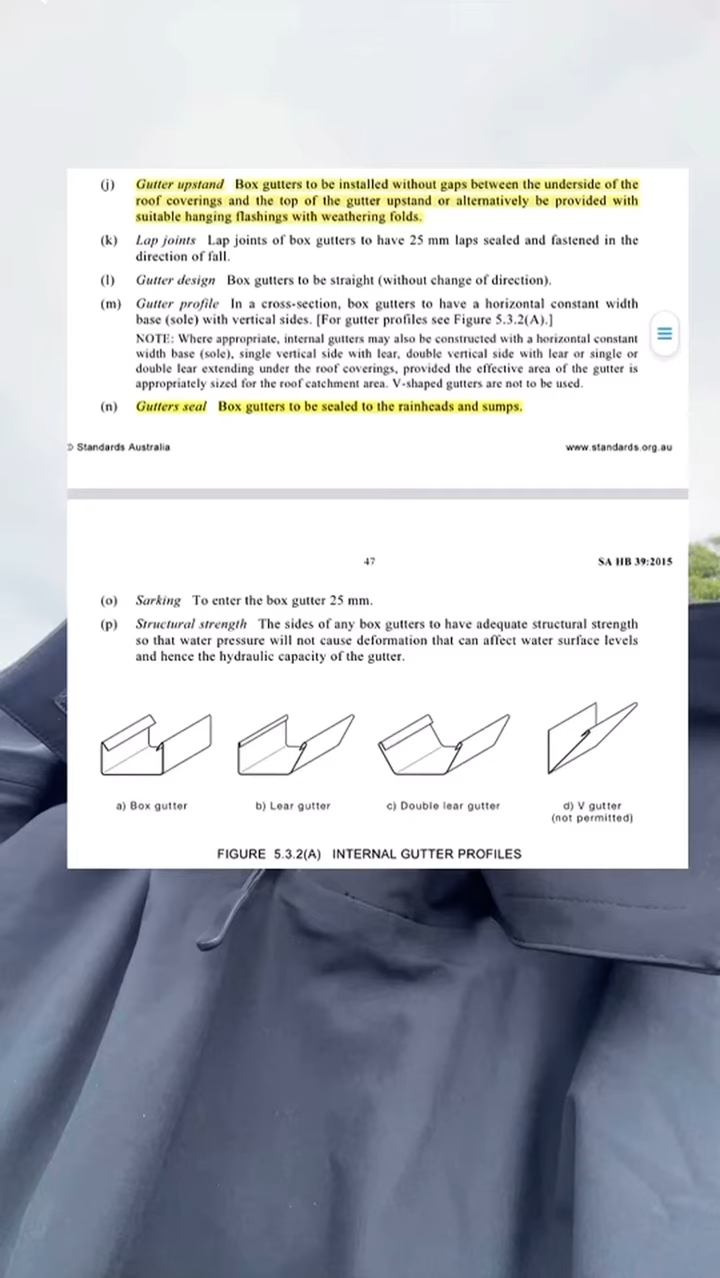 (j) Gutter upstand Box gutters to be installed without gaps between the underside of the
roof coverings and the top of the gutter upstand or alternatively be provided with
suitable hanging flashings with weathering folds.
(k) Lap joints Lap joints of box gutters to have 25 mm laps sealed and fastened in the
direction of fall.
(l) Gutter design Box gutters to be straight (without change of direction).
(m) Gutter profile In a cross-section, box gutters to have a horizontal constant width
base (sole) with vertical sides. [For gutter profiles see Figure 5.3.2(A).]
NOTE: Where appropriate, internal gutters may also be constructed with a horizontal constant
width base (sole), single vertical side with lear, double vertical side with lear or single or
double lear extending under the roof coverings, provided the effective area of the gutter is
appropriately sized for the roof catchment area. V-shaped gutters are not to be used.
(n) Gutters seal Box gutters to be sealed to the rainheads and sumps.
© Standards Australia www.standards.org.au
47 SA HB 39:2015
(o) Sarking To enter the box gutter 25 mm.
(p) Structural strength The sides of any box gutters to have adequate structural strength
so that water pressure will not cause deformation that can affect water surface levels
and hence the hydraulic capacity of the gutter.
a) Box gutter b) Lear gutter c) Double lear gutter d) V gutter
(not permitted)
FIGURE 5.3.2(A) INTERNAL GUTTER PROFILES